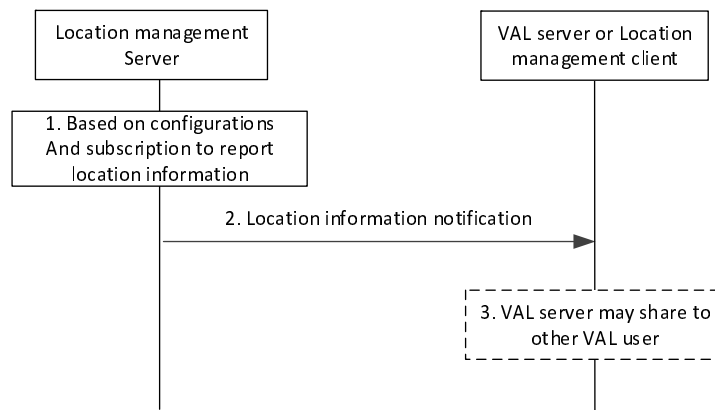 Location management
Server
VAL server or Location
management client
1. Based on configurations
And subscription to report
location information
2. Location information notification
3. VAL server may share to
other VAL user